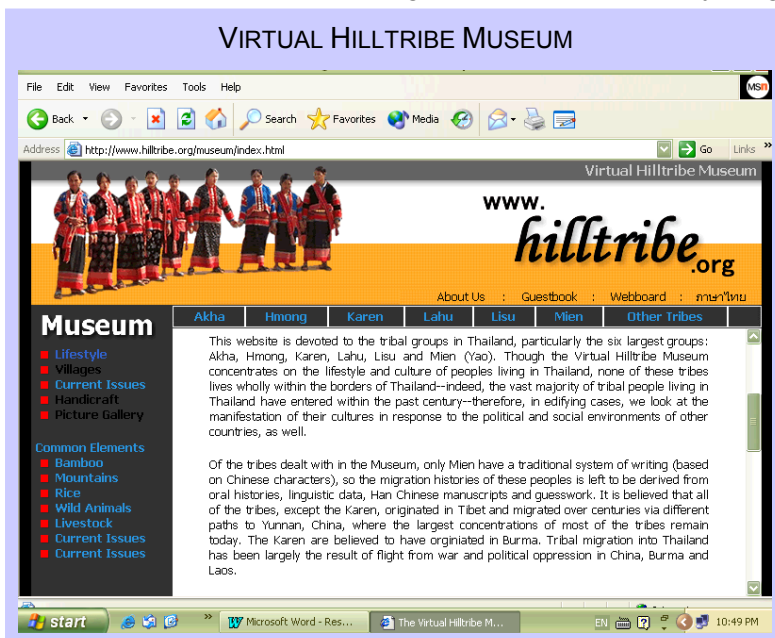 VIRTUAL HILLTRIBE MUSEUM
File Edit View Favorites Tools Help
msn
Back Search Favorites Media
Address http://www.hilltribe.org/museum/index.html Go Links »
Virtual Hilltribe Museum
www.
hilltribe.org
About Us : Guestbook : Webboard : ภาษาไทย
Museum
Akha Hmong Karen Lahu Lisu Mien Other Tribes
Lifestyle
Villages
Current Issues
Handicraft
Picture Gallery
Common Elements
Bamboo
Mountains
Rice
Wild Animals
Livestock
Current Issues
Current Issues
This website is devoted to the tribal groups in Thailand, particularly the six largest groups:
Akha, Hmong, Karen, Lahu, Lisu and Mien (Yao). Though the Virtual Hilltribe Museum
concentrates on the lifestyle and culture of peoples living in Thailand, none of these tribes
lives wholly within the borders of Thailand--indeed, the vast majority of tribal people living in
Thailand have entered within the past century--therefore, in edifying cases, we look at the
manifestation of their cultures in response to the political and social environments of other
countries, as well.
Of the tribes dealt with in the Museum, only Mien have a traditional system of writing (based
on Chinese characters), so the migration histories of these peoples is left to be derived from
oral histories, linguistic data, Han Chinese manuscripts and guesswork. It is believed that all
of the tribes, except the Karen, originated in Tibet and migrated over centuries via different
paths to Yunnan, China, where the largest concentrations of most of the tribes remain
today. The Karen are believed to have orginiated in Burma. Tribal migration into Thailand
has been largely the result of flight from war and political oppression in China, Burma and
Laos.
start » Microsoft Word - Res... The Virtual Hilltribe M... EN 10:49 PM